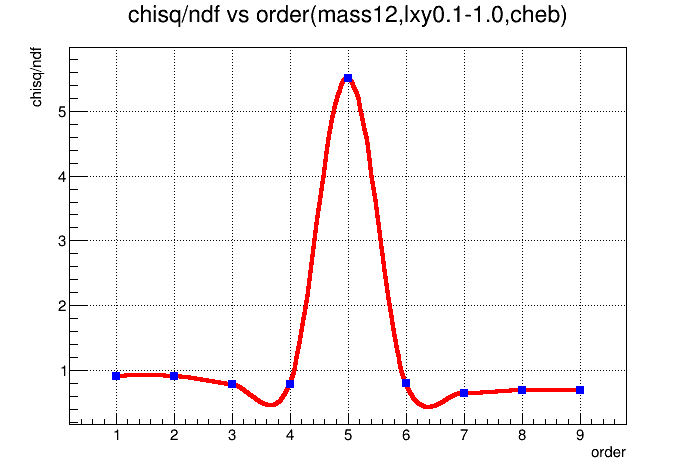 chisq/ndf vs order(mass12,lxy0.1-1.0,cheb)
chisq/ndf
5
4
3
2
1
1 2 3 4 5 6 7 8 9
order